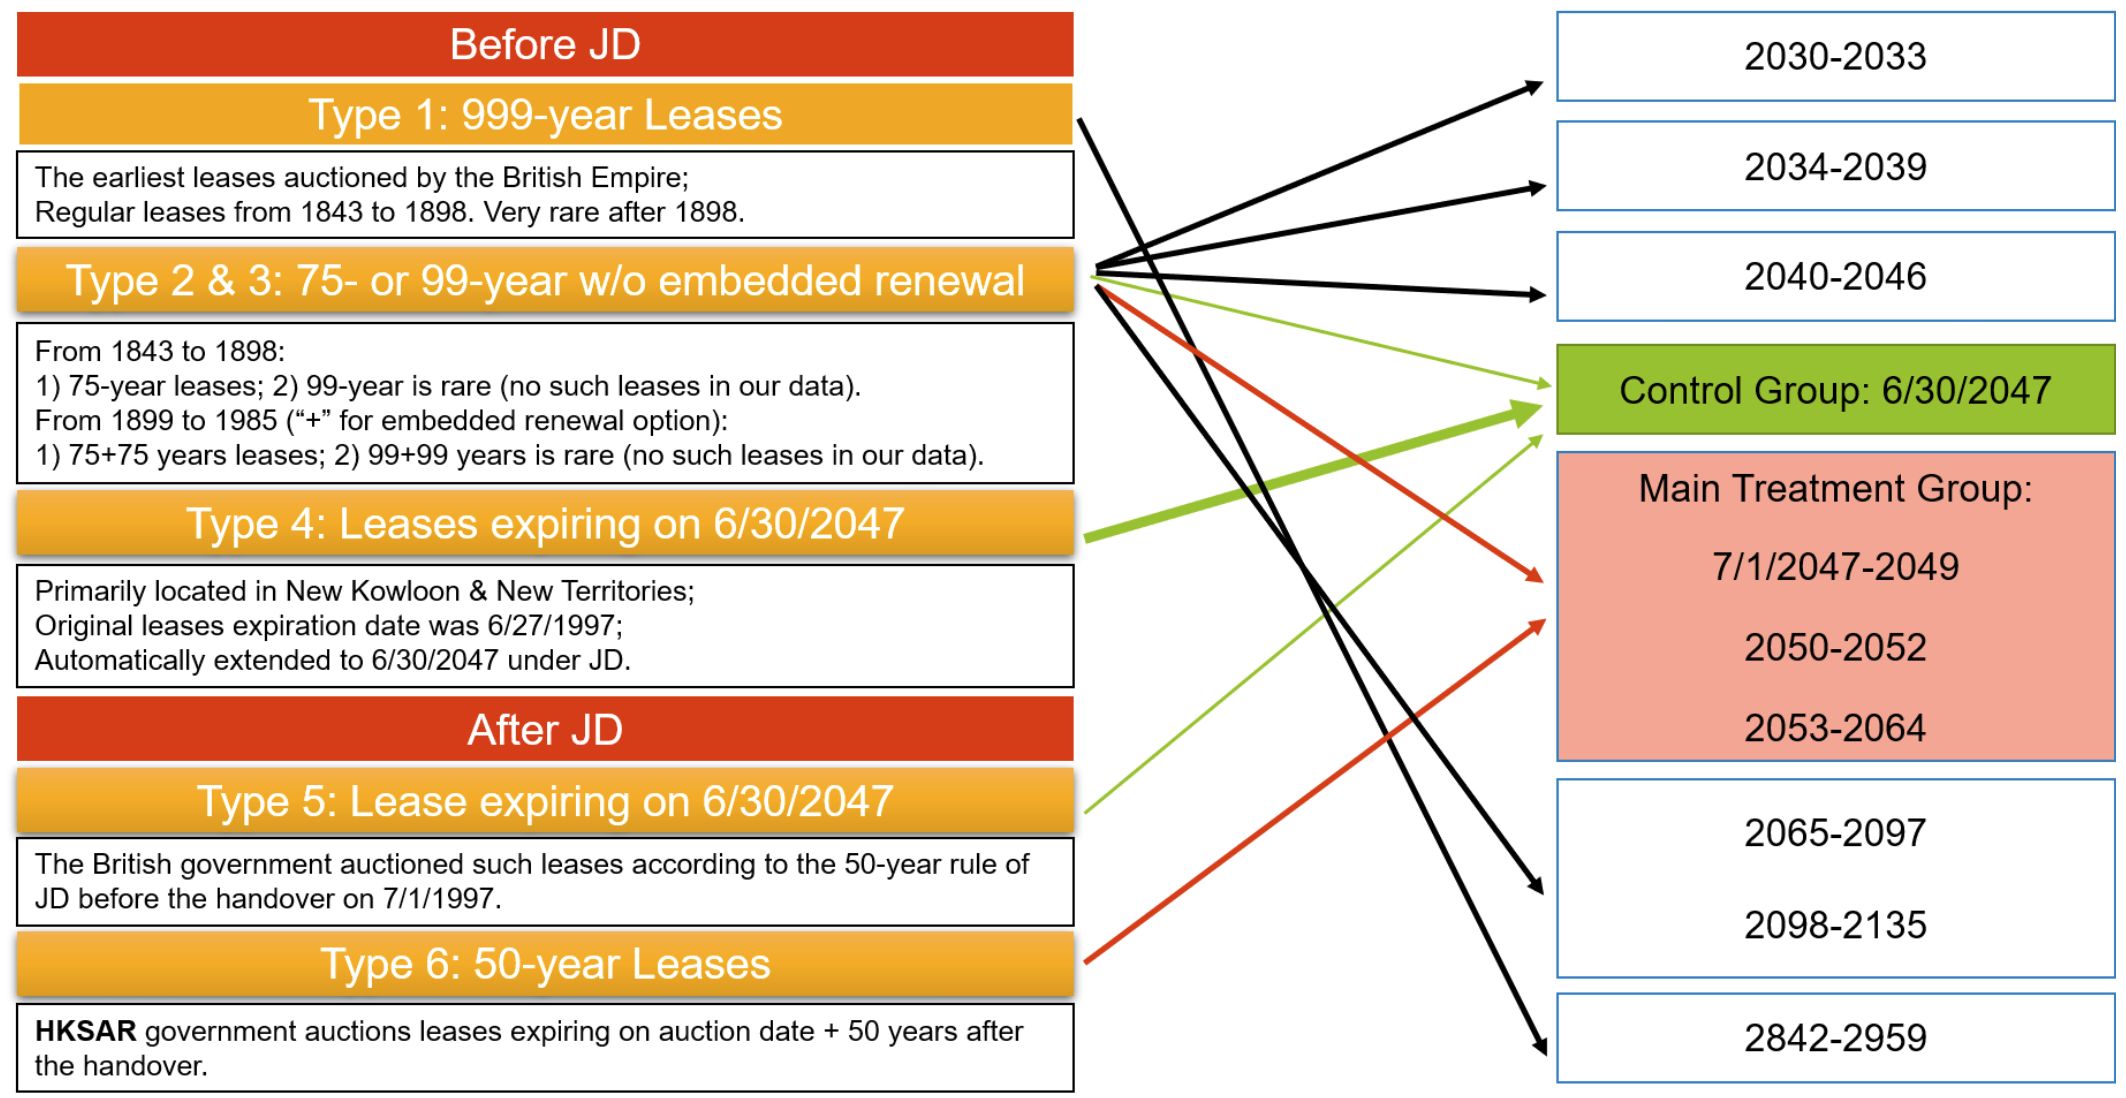 Before JD
Type 1: 999-year Leases
The earliest leases auctioned by the British Empire;
Regular leases from 1843 to 1898. Very rare after 1898.
Type 2 & 3: 75- or 99-year w/o embedded renewal
From 1843 to 1898:
1) 75-year leases; 2) 99-year is rare (no such leases in our data).
From 1899 to 1985 (“+” for embedded renewal option):
1) 75+75 years leases; 2) 99+99 years is rare (no such leases in our data).
Type 4: Leases expiring on 6/30/2047
Primarily located in New Kowloon & New Territories;
Original leases expiration date was 6/27/1997;
Automatically extended to 6/30/2047 under JD.
After JD
Type 5: Lease expiring on 6/30/2047
The British government auctioned such leases according to the 50-year rule of
JD before the handover on 7/1/1997.
Type 6: 50-year Leases
HKSAR government auctions leases expiring on auction date + 50 years after
the handover.
2030-2033
2034-2039
2040-2046
Control Group: 6/30/2047
Main Treatment Group:
7/1/2047-2049
2050-2052
2053-2064
2065-2097
2098-2135
2842-2959